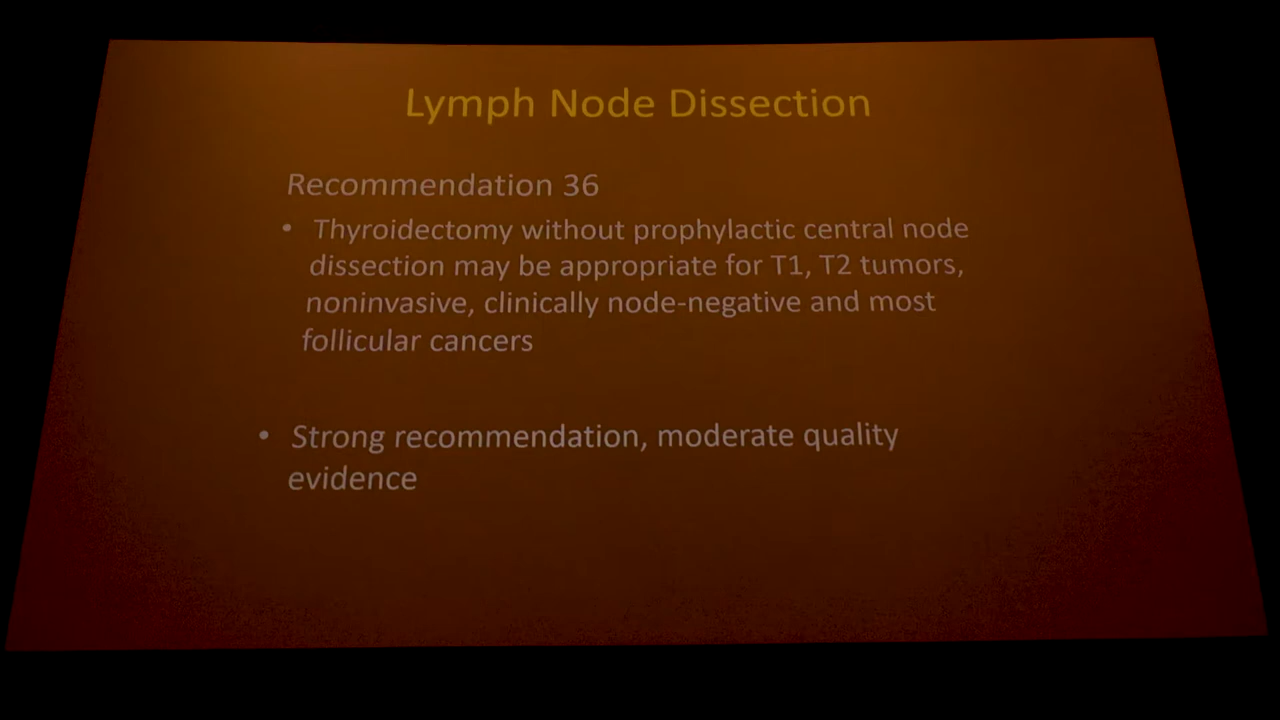 Lymph Node Dissection
Recommendation 36
• Thyroidectomy without prophylactic central node
dissection may be appropriate for T1, T2 tumors,
noninvasive, clinically node-negative and most
follicular cancers
• Strong recommendation, moderate quality
evidence